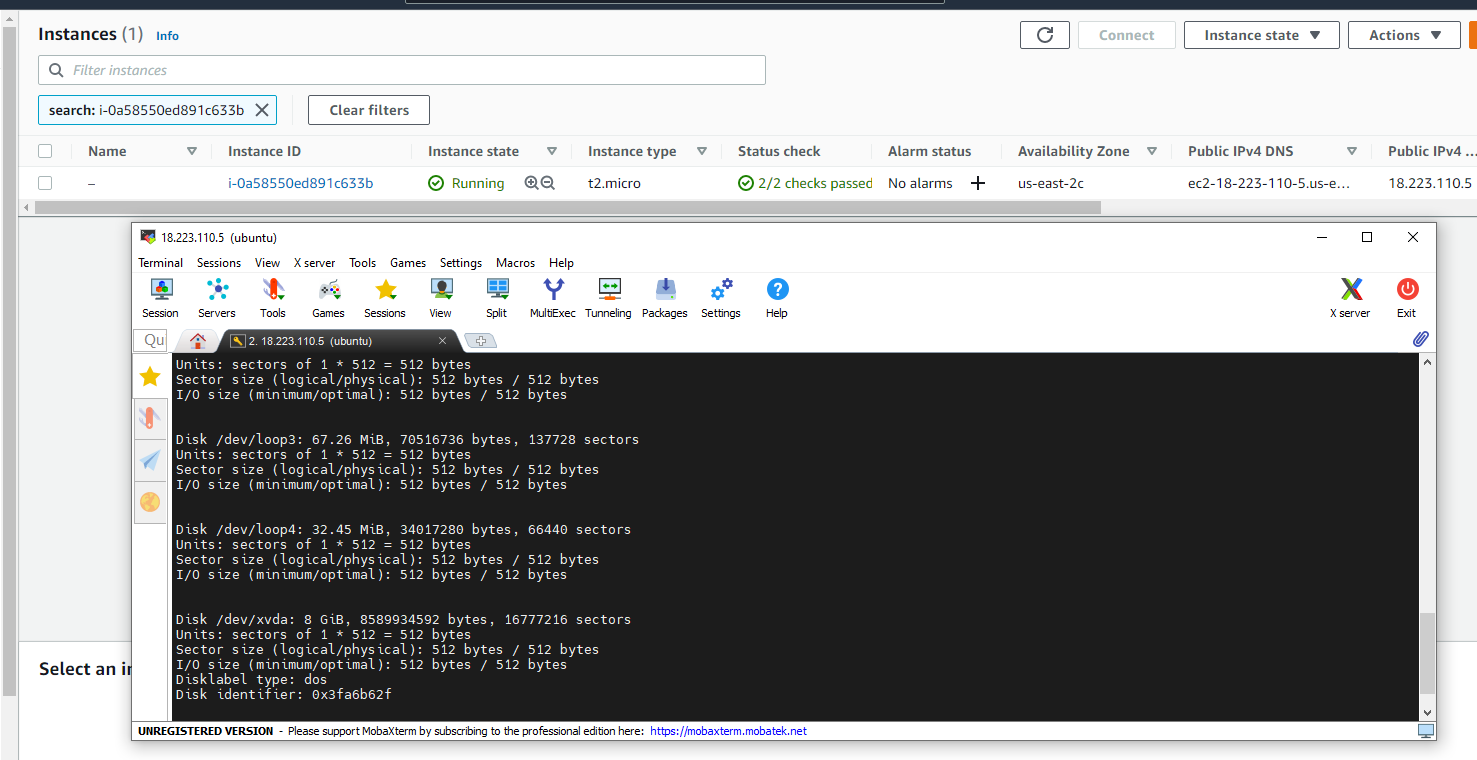 Instances (1) Info
Connect Instance state Actions
Filter instances
search: i-0a58550ed891c633b Clear filters
Name Instance ID Instance state Instance type Status check Alarm status Availability Zone Public IPv4 DNS Public IPv4 ...
– i-0a58550ed891c633b Running t2.micro 2/2 checks passed No alarms us-east-2c ec2-18-223-110-5.us-e... 18.223.110.5
18.223.110.5 (ubuntu)
Terminal Sessions View X server Tools Games Settings Macros Help
Session Servers Tools Games Sessions View Split MultiExec Tunneling Packages Settings Help X server Exit
Qu 2. 18.223.110.5 (ubuntu)
Units: sectors of 1 * 512 = 512 bytes
Sector size (logical/physical): 512 bytes / 512 bytes
I/O size (minimum/optimal): 512 bytes / 512 bytes
Disk /dev/loop3: 67.26 MiB, 70516736 bytes, 137728 sectors
Units: sectors of 1 * 512 = 512 bytes
Sector size (logical/physical): 512 bytes / 512 bytes
I/O size (minimum/optimal): 512 bytes / 512 bytes
Disk /dev/loop4: 32.45 MiB, 34017280 bytes, 66440 sectors
Units: sectors of 1 * 512 = 512 bytes
Sector size (logical/physical): 512 bytes / 512 bytes
I/O size (minimum/optimal): 512 bytes / 512 bytes
Disk /dev/xvda: 8 GiB, 8589934592 bytes, 16777216 sectors
Units: sectors of 1 * 512 = 512 bytes
Sector size (logical/physical): 512 bytes / 512 bytes
I/O size (minimum/optimal): 512 bytes / 512 bytes
Disklabel type: dos
Disk identifier: 0x3fa6b62f
Select an in
UNREGISTERED VERSION - Please support MobaXterm by subscribing to the professional edition here: https://mobaxterm.mobatek.net